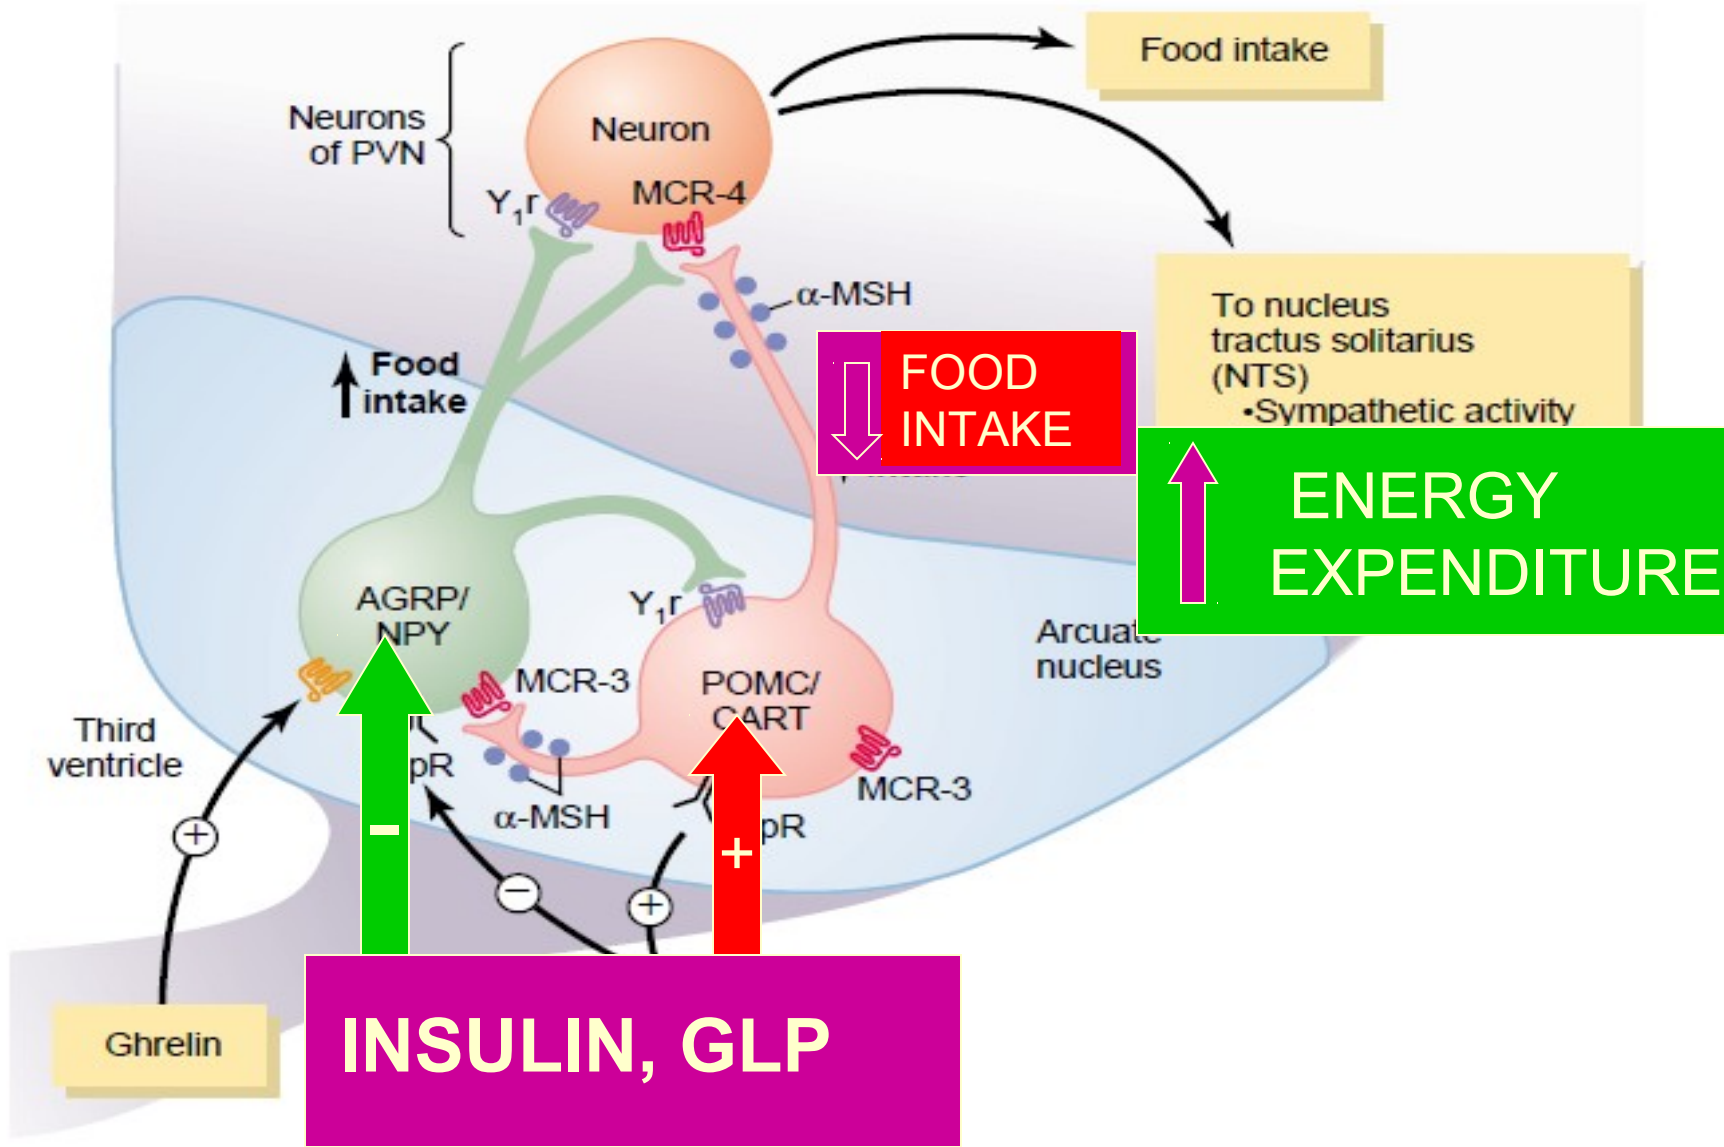 Food intake
Neurons
of PVN
Neuron
Y1r
MCR-4
α-MSH
To nucleus
tractus solitarius
(NTS)
•Sympathetic activity
Food
intake
FOOD
INTAKE
ENERGY
EXPENDITURE
AGRP/
NPY
Y1r
Arcuate
nucleus
MCR-3
POMC/
CART
Third
ventricle
pR
α-MSH
MCR-3
pR
–
+
+
–
+
INSULIN, GLP
Ghrelin